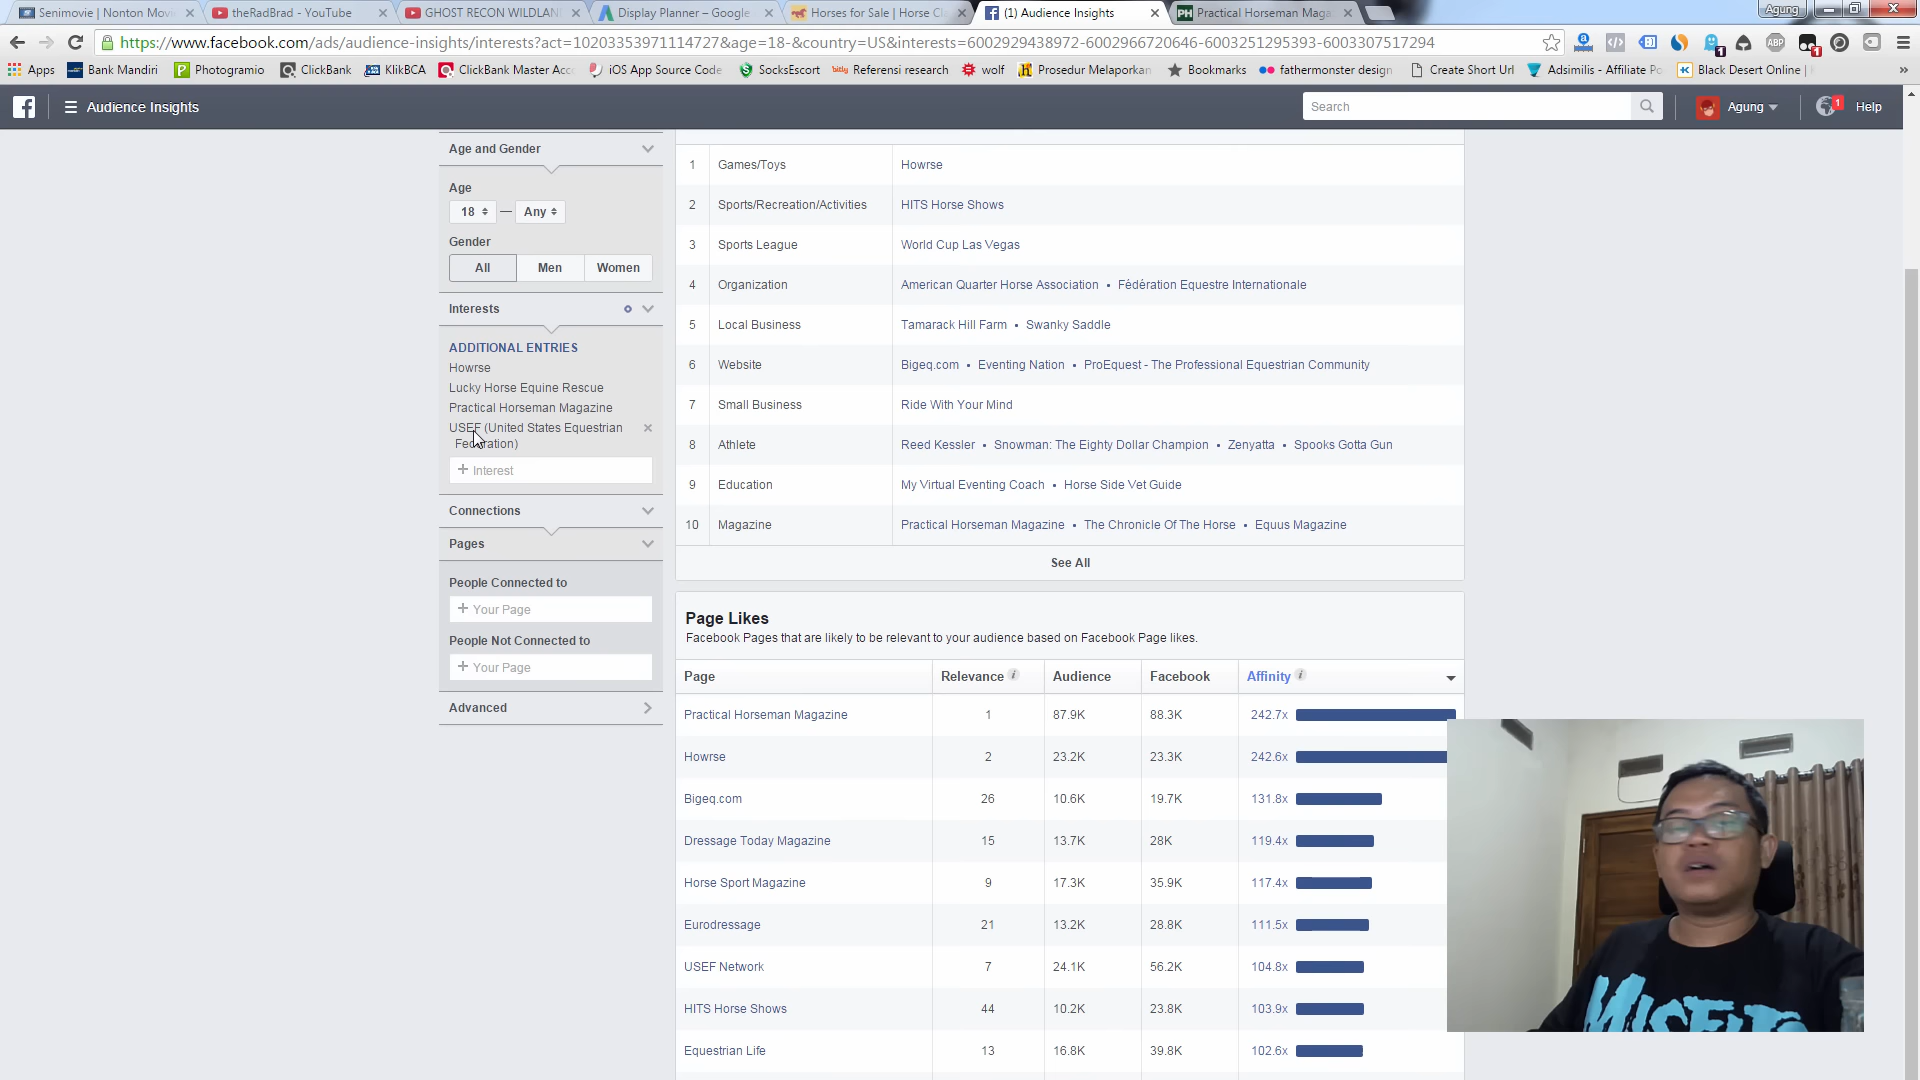 Senimovie | Nonton Movi
theRadBrad - YouTube
GHOST RECON WILDLAN
Display Planner – Google
Horses for Sale | Horse Cl
(1) Audience Insights
Practical Horseman Maga
Agung
https://www.facebook.com/ads/audience-insights/interests?act=10203353971114727&age=18-&country=US&interests=6002929438972-6002966720646-6003251295393-6003307517294
Apps
Bank Mandiri
Photogramio
ClickBank
KlikBCA
ClickBank Master Acc
iOS App Source Code
SocksEscort
bitly Referensi research
wolf
Prosedur Melaporkan
Bookmarks
fathermonster design
Create Short Url
Adsimilis - Affiliate Po
Black Desert Online |
Audience Insights
Search
Agung
1
Help
Age and Gender
Age
18 — Any
Gender
All Men Women
Interests
ADDITIONAL ENTRIES
Howrse
Lucky Horse Equine Rescue
Practical Horseman Magazine
USEF (United States Equestrian
Federation)
+ Interest
Connections
Pages
People Connected to
+ Your Page
People Not Connected to
+ Your Page
Advanced
1 Games/Toys Howrse
2 Sports/Recreation/Activities HITS Horse Shows
3 Sports League World Cup Las Vegas
4 Organization American Quarter Horse Association • Fédération Equestre Internationale
5 Local Business Tamarack Hill Farm • Swanky Saddle
6 Website Bigeq.com • Eventing Nation • ProEquest - The Professional Equestrian Community
7 Small Business Ride With Your Mind
8 Athlete Reed Kessler • Snowman: The Eighty Dollar Champion • Zenyatta • Spooks Gotta Gun
9 Education My Virtual Eventing Coach • Horse Side Vet Guide
10 Magazine Practical Horseman Magazine • The Chronicle Of The Horse • Equus Magazine
See All
Page Likes
Facebook Pages that are likely to be relevant to your audience based on Facebook Page likes.
Page Relevance Audience Facebook Affinity
Practical Horseman Magazine 1 87.9K 88.3K 242.7x
Howrse 2 23.2K 23.3K 242.6x
Bigeq.com 26 10.6K 19.7K 131.8x
Dressage Today Magazine 15 13.7K 28K 119.4x
Horse Sport Magazine 9 17.3K 35.9K 117.4x
Eurodressage 21 13.2K 28.8K 111.5x
USEF Network 7 24.1K 56.2K 104.8x
HITS Horse Shows 44 10.2K 23.8K 103.9x
Equestrian Life 13 16.8K 39.8K 102.6x
MISFITS